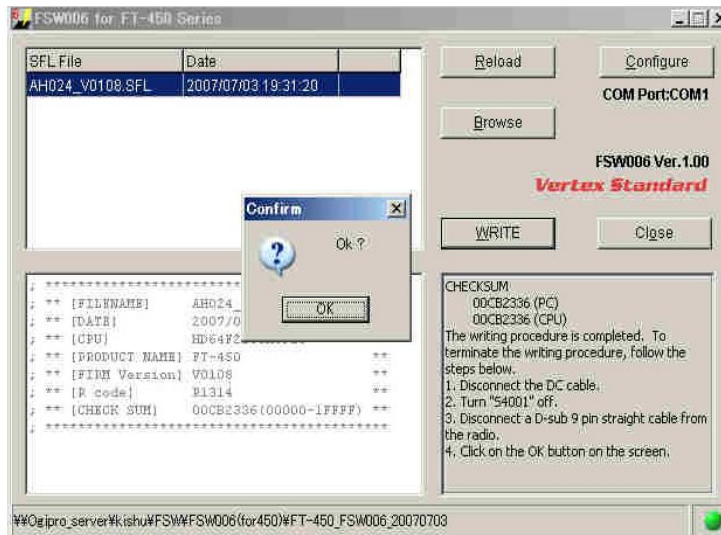 FSW006 for FT-450 Series
SFL File Date
AH024_V0108.SFL 2007/07/03 19:31:20
Reload
Configure
COM Port:COM1
Browse
FSW006 Ver.1.00
Vertex Standard
WRITE
Close
Confirm
Ok ?
OK
; *************************
; ** [FILENAME] AH024_
; ** [DATE] 2007/0
; ** [CPU] HD64F2
; ** [PRODUCT NAME] FT-450 **
; ** [FIRM Version] V0108 **
; ** [R code] R1314 **
; ** [CHECK SUM] 00CB2336(00000-1FFFF) **
; ******************************************
CHECKSUM
00CB2336 (PC)
00CB2336 (CPU)
The writing procedure is completed. To
terminate the writing procedure, follow the
steps below.
1. Disconnect the DC cable.
2. Turn "S4001" off.
3. Disconnect a D-sub 9 pin straight cable from
the radio.
4. Click on the OK button on the screen.
¥¥Ogipro_server¥kishu¥FSW¥FSW006(for450)¥FT-450_FSW006_20070703